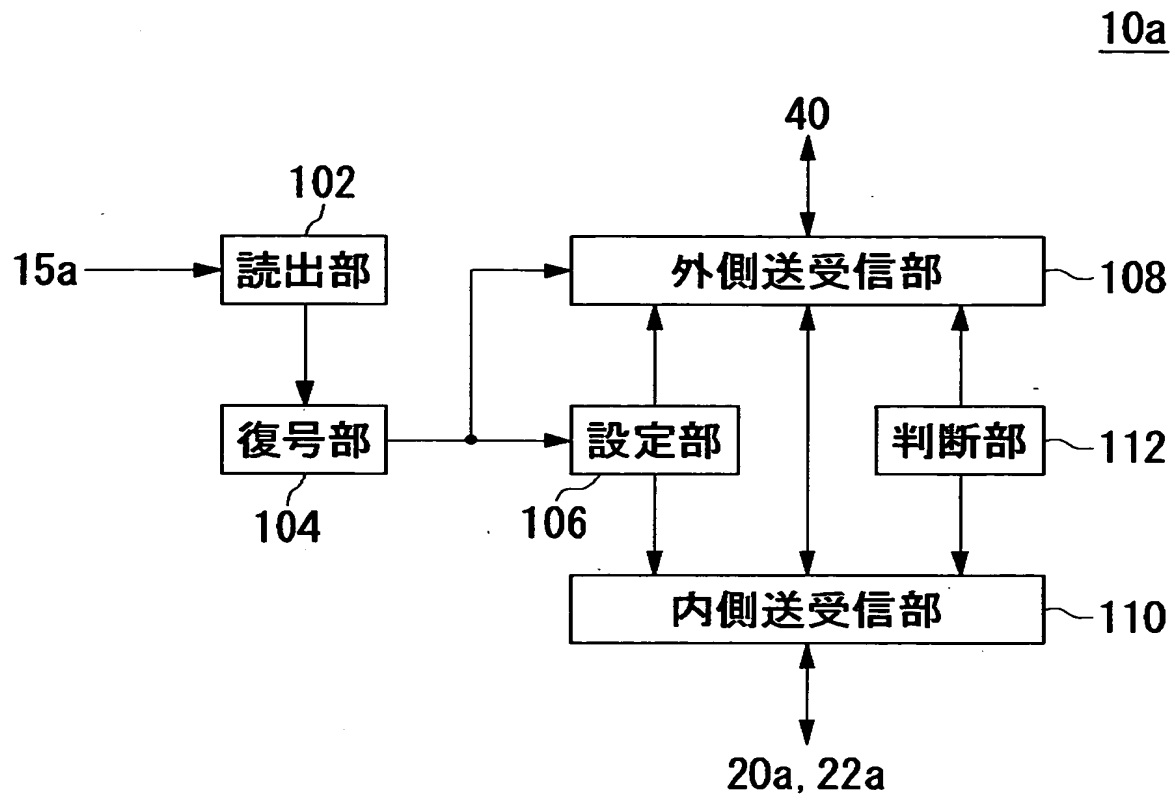 10a
40
102
15a
読出部
外側送受信部
108
復号部
設定部
判断部
112
104
106
内側送受信部
110
20a, 22a